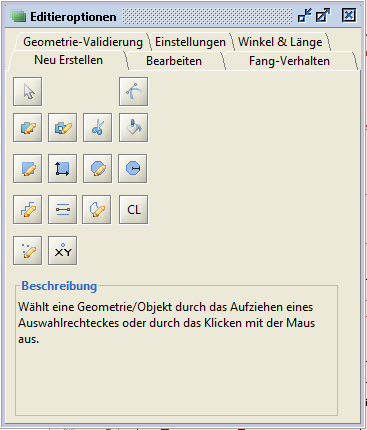 Editieroptionen
Geometrie-Validierung Einstellungen Winkel & Länge
Neu Erstellen Bearbeiten Fang-Verhalten
CL
XY
Beschreibung
Wählt eine Geometrie/Objekt durch das Aufziehen eines
Auswahlrechteckes oder durch das Klicken mit der Maus
aus.